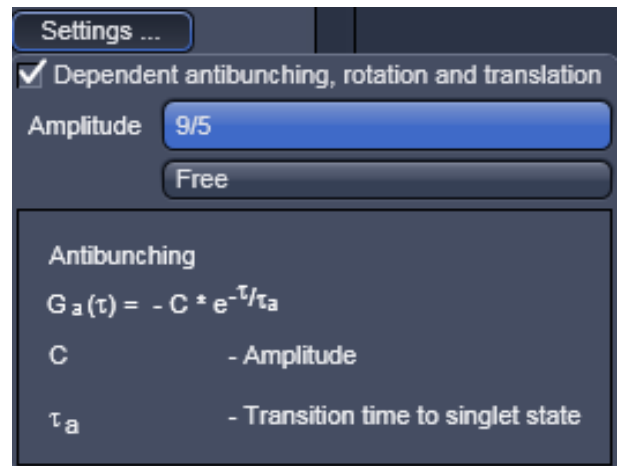 Settings ...
Dependent antibunching, rotation and translation
Amplitude 9/5
Free
Antibunching
G a (τ) = - C * e-τ/τa
C - Amplitude
τa - Transition time to singlet state